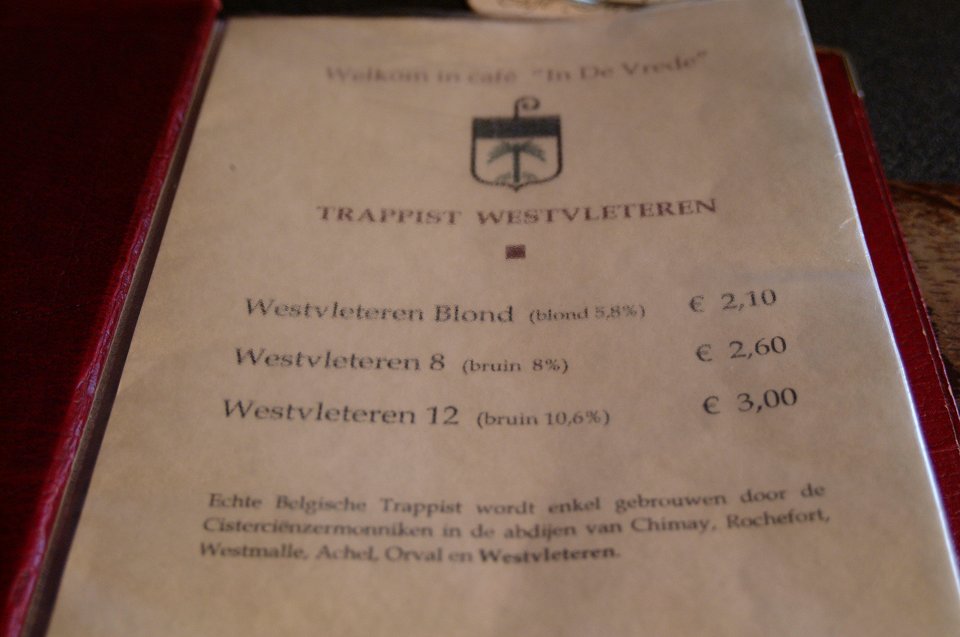 Welkom in café "In De Vrede"
TRAPPIST WESTVLETEREN
Westvleteren Blond (blond 5,8%) € 2,10
Westvleteren 8 (bruin 8%) € 2,60
Westvleteren 12 (bruin 10,6%) € 3,00
Echte Belgische Trappist wordt enkel gebrouwen door de
Cisterciënzermonniken in de abdijen van Chimay, Rochefort,
Westmalle, Achel, Orval en Westvleteren.